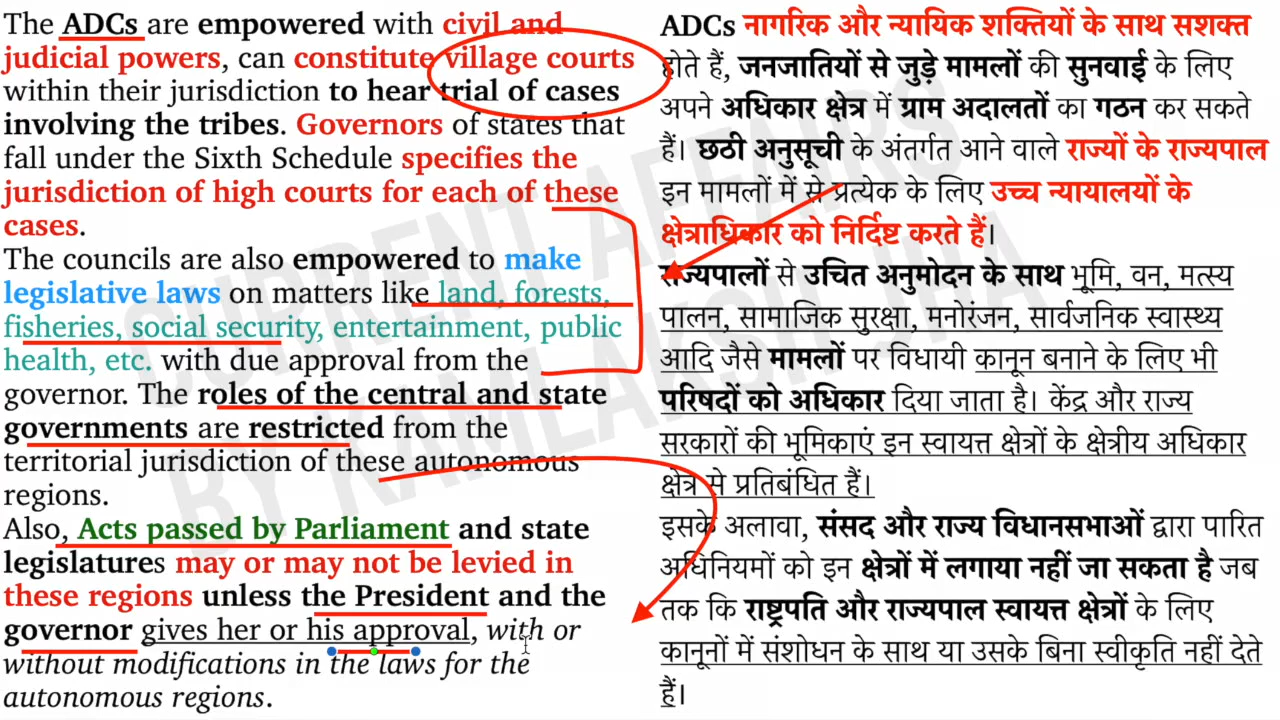 The ADCs are empowered with civil and
judicial powers, can constitute village courts
within their jurisdiction to hear trial of cases
involving the tribes. Governors of states that
fall under the Sixth Schedule specifies the
jurisdiction of high courts for each of these
cases.
The councils are also empowered to make
legislative laws on matters like land, forests,
fisheries, social security, entertainment, public
health, etc. with due approval from the
governor. The roles of the central and state
governments are restricted from the
territorial jurisdiction of these autonomous
regions.
Also, Acts passed by Parliament and state
legislatures may or may not be levied in
these regions unless the President and the
governor gives her or his approval, with or
without modifications in the laws for the
autonomous regions.
ADCs नागरिक और न्यायिक शक्तियों के साथ सशक्त
होते हैं, जनजातियों से जुड़े मामलों की सुनवाई के लिए
अपने अधिकार क्षेत्र में ग्राम अदालतों का गठन कर सकते
हैं। छठी अनुसूची के अंतर्गत आने वाले राज्यों के राज्यपाल
इन मामलों में से प्रत्येक के लिए उच्च न्यायालयों के
क्षेत्राधिकार को निर्दिष्ट करते हैं।
राज्यपालों से उचित अनुमोदन के साथ भूमि, वन, मत्स्य
पालन, सामाजिक सुरक्षा, मनोरंजन, सार्वजनिक स्वास्थ्य
आदि जैसे मामलों पर विधायी कानून बनाने के लिए भी
परिषदों को अधिकार दिया जाता है। केंद्र और राज्य
सरकारों की भूमिकाएं इन स्वायत्त क्षेत्रों के क्षेत्रीय अधिकार
क्षेत्र से प्रतिबंधित हैं।
इसके अलावा, संसद और राज्य विधानसभाओं द्वारा पारित
अधिनियमों को इन क्षेत्रों में लगाया नहीं जा सकता है जब
तक कि राष्ट्रपति और राज्यपाल स्वायत्त क्षेत्रों के लिए
कानूनों में संशोधन के साथ या उसके बिना स्वीकृति नहीं देते
हैं।
CURRENT AFFAIRS
BY KAMLAKSH JHA